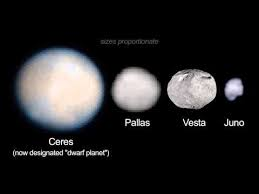 sizes proportionate
Pallas
Vesta
Juno
Ceres
(now designated "dwarf planet")